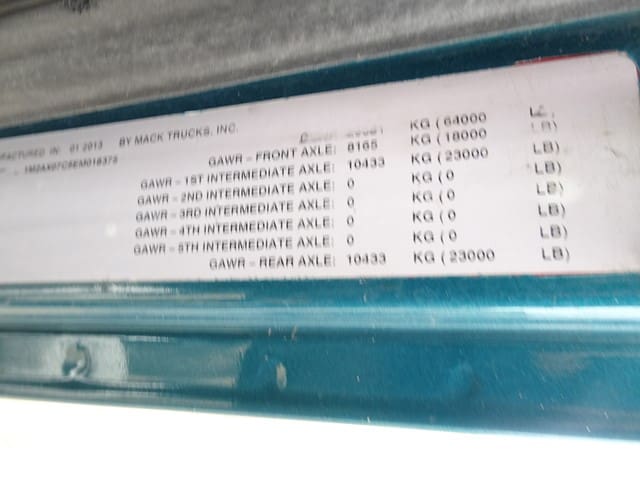 FACTURED IN: 01 2013 BY MACK TRUCKS, INC.
KG ( 64000
GAWR - FRONT AXLE: 8165 KG ( 18000 LB)
GAWR - 1ST INTERMEDIATE AXLE: 10433 KG ( 23000 LB)
GAWR - 2ND INTERMEDIATE AXLE: 0 KG ( 0 LB)
GAWR - 3RD INTERMEDIATE AXLE: 0 KG ( 0 LB)
GAWR - 4TH INTERMEDIATE AXLE: 0 KG ( 0 LB)
GAWR - 5TH INTERMEDIATE AXLE: 0 KG ( 0 LB)
GAWR - REAR AXLE: 10433 KG ( 23000 LB)